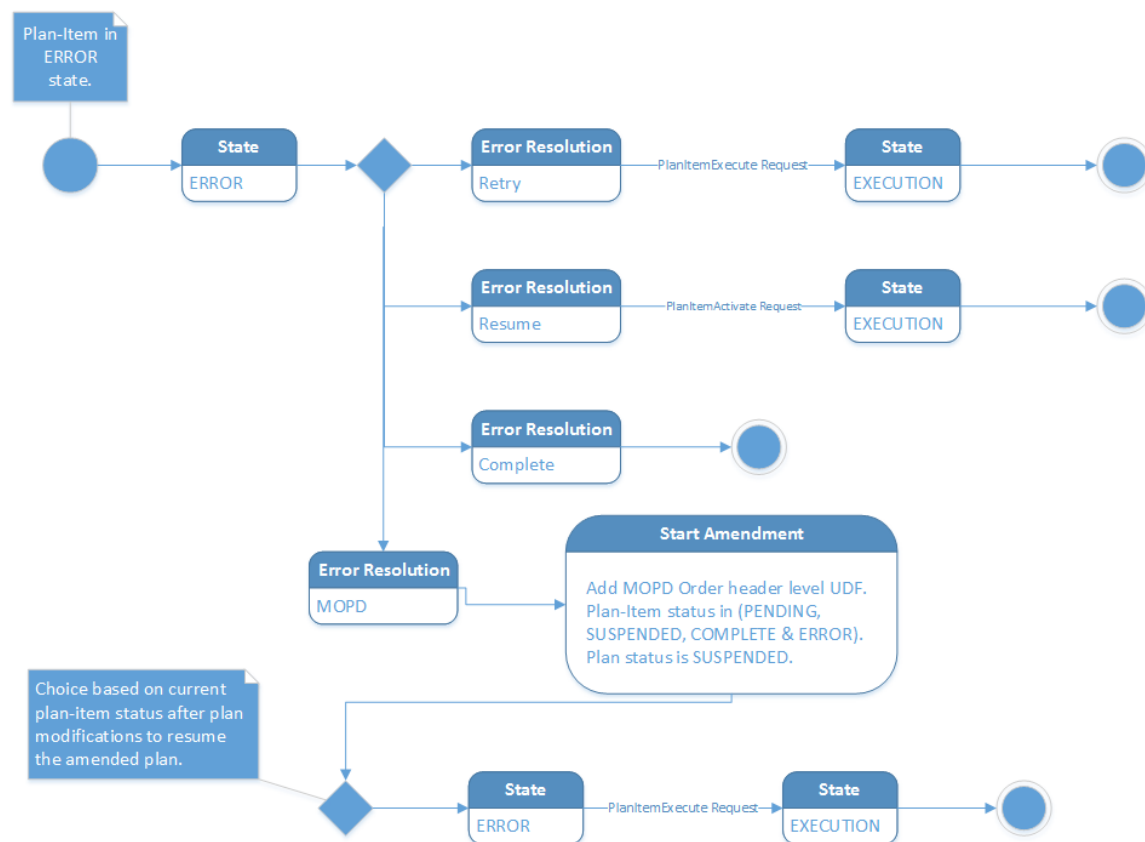 Plan-Item in
ERROR
state.
State
ERROR
Error Resolution
Retry
PlanItemExecute Request
State
EXECUTION
Error Resolution
Resume
PlanItemActivate Request
State
EXECUTION
Error Resolution
Complete
Error Resolution
MOPD
Start Amendment
Add MOPD Order header level UDF.
Plan-Item status in (PENDING,
SUSPENDED, COMPLETE & ERROR).
Plan status is SUSPENDED.
Choice based on current
plan-item status after plan
modifications to resume
the amended plan.
State
ERROR
PlanItemExecute Request
State
EXECUTION